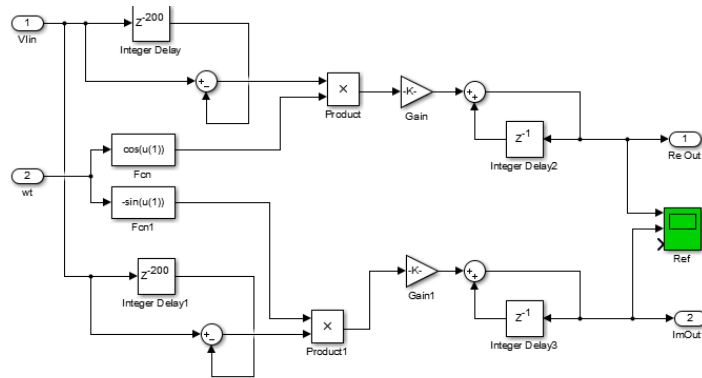 1
VIin
z-200
Integer Delay
+
−
×
Product
-K-
Gain
+
+
z-1
Integer Delay2
1
Re Out
cos(u(1))
Fcn
2
wt
-sin(u(1))
Fcn1
Ref
z-200
Integer Delay1
+
−
×
Product1
-K-
Gain1
+
+
z-1
Integer Delay3
2
ImOut